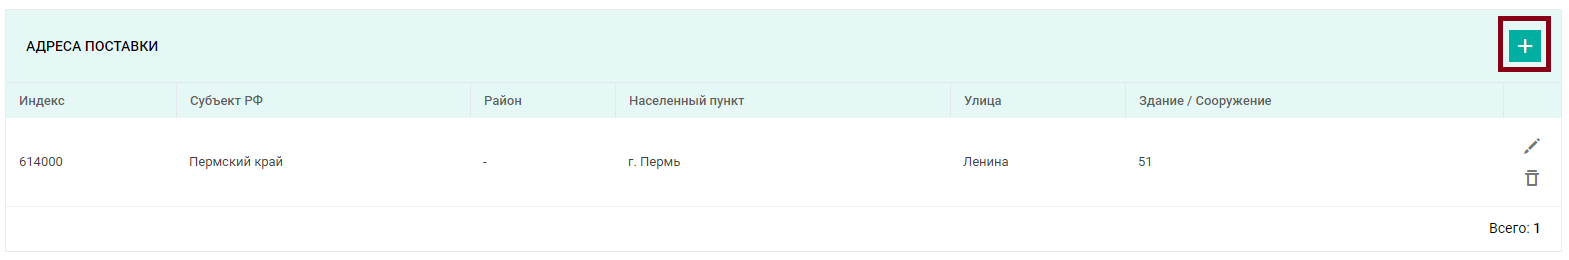 АДРЕСА ПОСТАВКИ
Индекс Субъект РФ Район Населенный пункт Улица Здание / Сооружение
614000 Пермский край - г. Пермь Ленина 51
Всего: 1